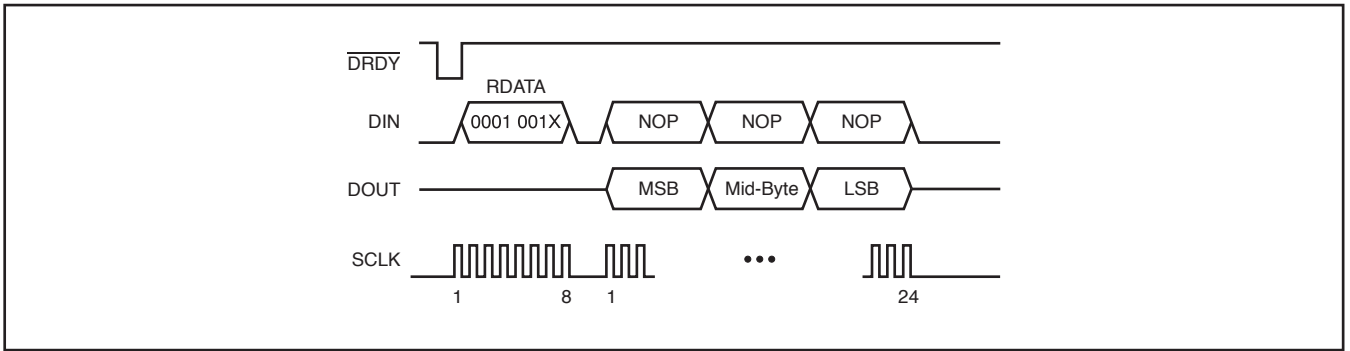 DRDY
RDATA
DIN 0001 001X NOP NOP NOP
DOUT MSB Mid-Byte LSB
SCLK •••
1 8 1 24